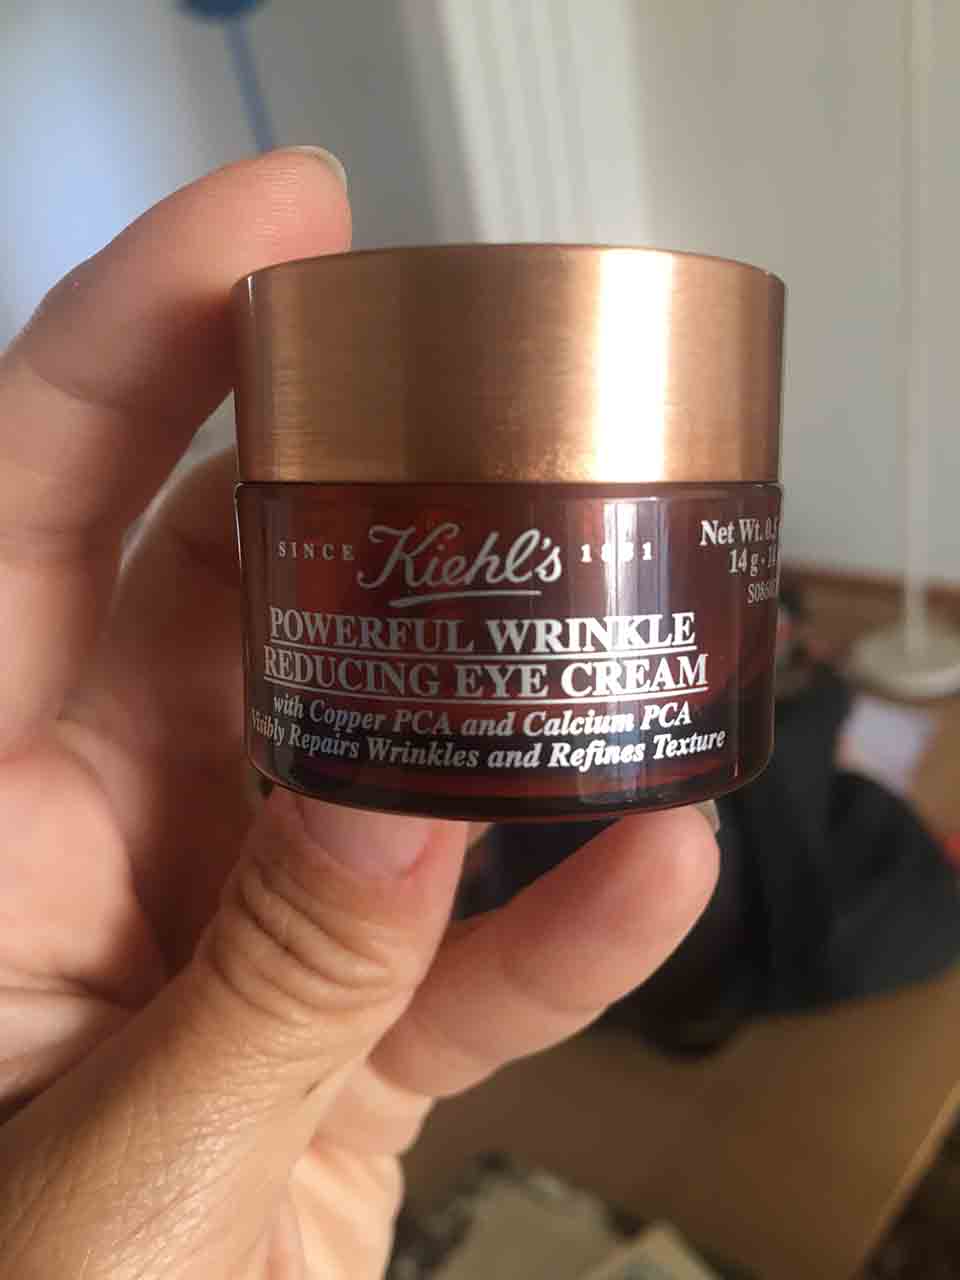 SINCE Kiehl's 1851
POWERFUL WRINKLE
REDUCING EYE CREAM
with Copper PCA and Calcium PCA
Visibly Repairs Wrinkles and Refines Texture
Net Wt.
14 g